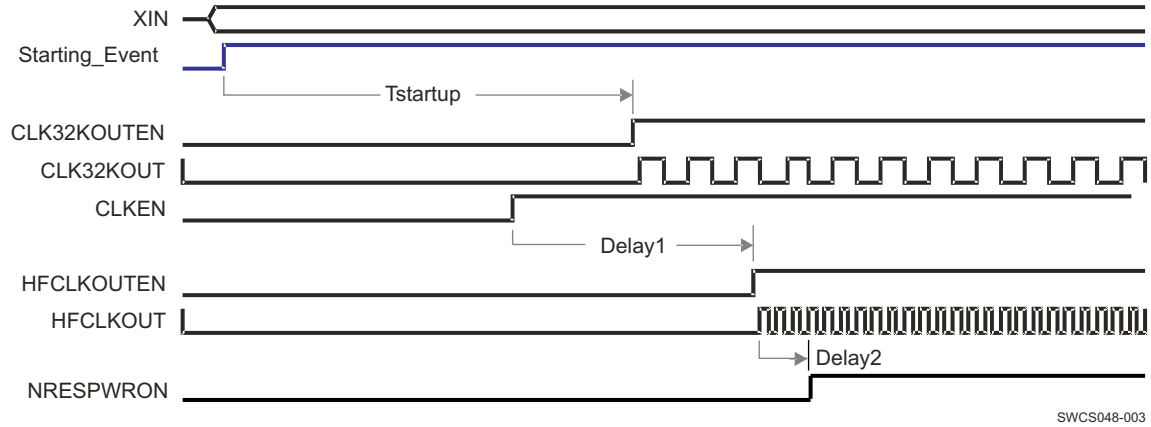 XIN
Starting_Event
Tstartup
CLK32KOUTEN
CLK32KOUT
CLKEN
Delay1
HFCLKOUTEN
HFCLKOUT
Delay2
NRESPWRON
SWCS048-003